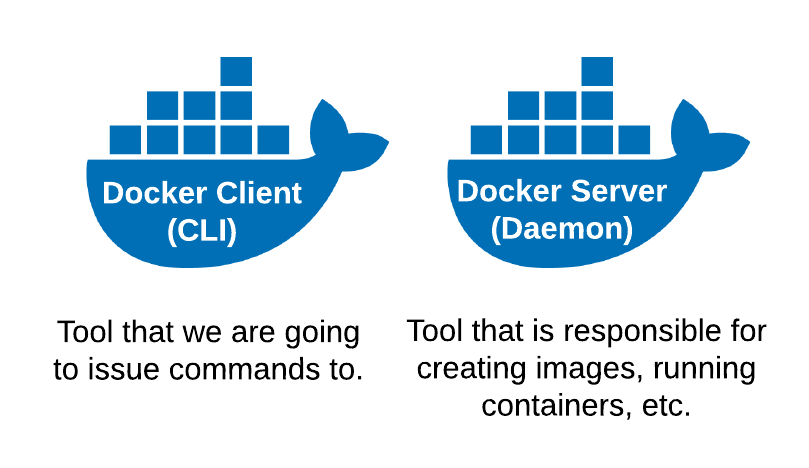 Docker Client
(CLI)
Docker Server
(Daemon)
Tool that we are going
to issue commands to.
Tool that is responsible for
creating images, running
containers, etc.